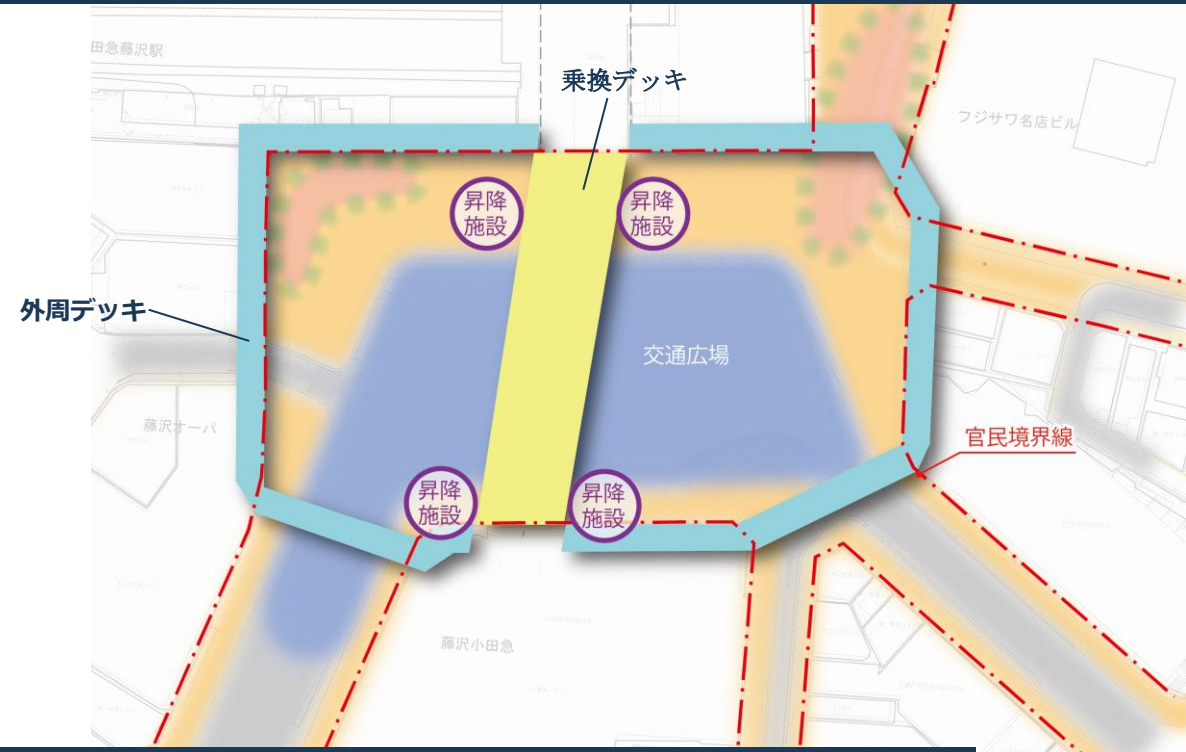 田急藤沢駅
乗換デッキ
フジサワ名店ビル
昇降
施設
昇降
施設
外周デッキ
交通広場
藤沢オーパ
官民境界線
昇降
施設
昇降
施設
藤沢小田急